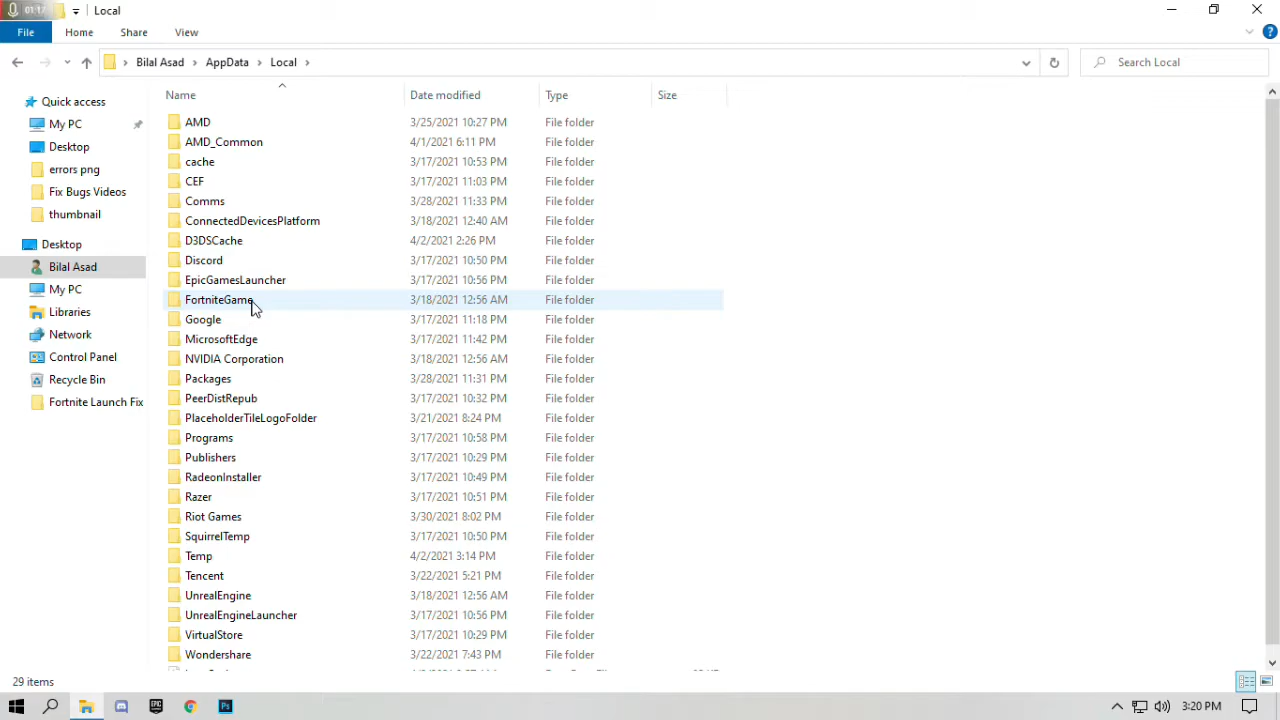 Local
File Home Share View
Bilal Asad AppData Local Search Local
Name Date modified Type Size
Quick access
My PC
Desktop
errors png
Fix Bugs Videos
thumbnail
Desktop
Bilal Asad
My PC
Libraries
Network
Control Panel
Recycle Bin
Fortnite Launch Fix
AMD 3/25/2021 10:27 PM File folder
AMD_Common 4/1/2021 6:11 PM File folder
cache 3/17/2021 10:53 PM File folder
CEF 3/17/2021 11:03 PM File folder
Comms 3/28/2021 11:33 PM File folder
ConnectedDevicesPlatform 3/18/2021 12:40 AM File folder
D3DSCache 4/2/2021 2:26 PM File folder
Discord 3/17/2021 10:50 PM File folder
EpicGamesLauncher 3/17/2021 10:56 PM File folder
FortniteGame 3/18/2021 12:56 AM File folder
Google 3/17/2021 11:18 PM File folder
MicrosoftEdge 3/17/2021 11:42 PM File folder
NVIDIA Corporation 3/18/2021 12:56 AM File folder
Packages 3/28/2021 11:31 PM File folder
PeerDistRepub 3/17/2021 10:32 PM File folder
PlaceholderTileLogoFolder 3/21/2021 8:24 PM File folder
Programs 3/17/2021 10:58 PM File folder
Publishers 3/17/2021 10:29 PM File folder
RadeonInstaller 3/17/2021 10:49 PM File folder
Razer 3/17/2021 10:51 PM File folder
Riot Games 3/30/2021 8:02 PM File folder
SquirrelTemp 3/17/2021 10:50 PM File folder
Temp 4/2/2021 3:14 PM File folder
Tencent 3/22/2021 5:21 PM File folder
UnrealEngine 3/18/2021 12:56 AM File folder
UnrealEngineLauncher 3/17/2021 10:56 PM File folder
VirtualStore 3/17/2021 10:29 PM File folder
Wondershare 3/22/2021 7:43 PM File folder
29 items
EPIC
Ps
3:20 PM